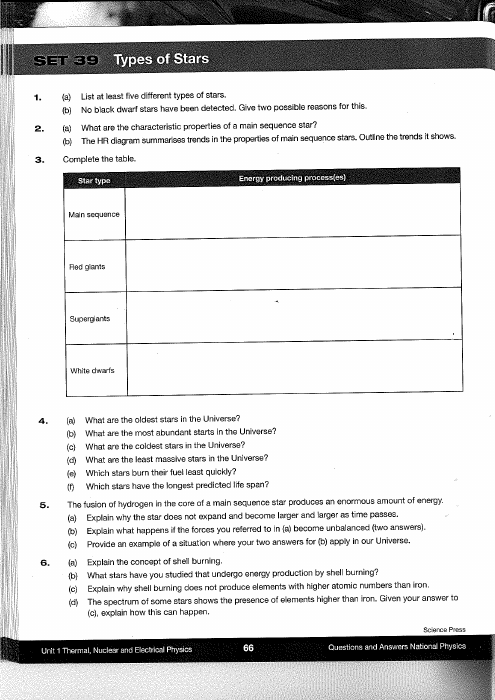 SET 39 Types of Stars
1. (a) List at least five different types of stars.
(b) No black dwarf stars have been detected. Give two possible reasons for this.
2. (a) What are the characteristic properties of a main sequence star?
(b) The HR diagram summarises trends in the properties of main sequence stars. Outline the trends it shows.
3. Complete the table.
Star type Energy producing process(es)
Main sequence
Red giants
Supergiants
White dwarfs
4. (a) What are the oldest stars in the Universe?
(b) What are the most abundant starts in the Universe?
(c) What are the coldest stars in the Universe?
(d) What are the least massive stars in the Universe?
(e) Which stars burn their fuel least quickly?
(f) Which stars have the longest predicted life span?
5. The fusion of hydrogen in the core of a main sequence star produces an enormous amount of energy.
(a) Explain why the star does not expand and become larger and larger as time passes.
(b) Explain what happens if the forces you referred to in (a) become unbalanced (two answers).
(c) Provide an example of a situation where your two answers for (b) apply in our Universe.
6. (a) Explain the concept of shell burning.
(b) What stars have you studied that undergo energy production by shell burning?
(c) Explain why shell burning does not produce elements with higher atomic numbers than iron.
(d) The spectrum of some stars shows the presence of elements higher than iron. Given your answer to
(c), explain how this can happen.
Science Press
Unit 1 Thermal, Nuclear and Electrical Physics 66 Questions and Answers National Physics